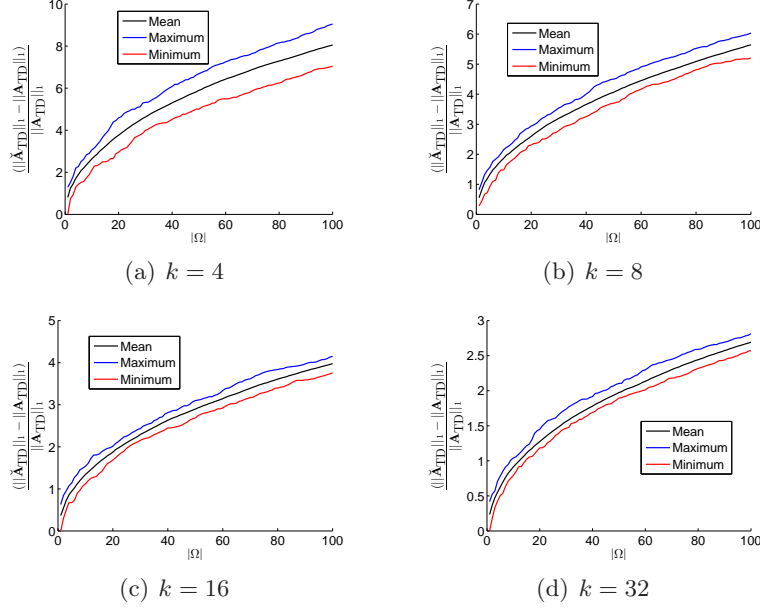 10
8
6
4
2
0
0 20 40 60 80 100
|Ω|
(||Ǎ_TD||₁ − ||A_TD||₁)
||A_TD||₁
Mean
Maximum
Minimum
(a) k = 4
7
6
5
4
3
2
1
0
0 20 40 60 80 100
|Ω|
(||Ǎ_TD||₁ − ||A_TD||₁)
||A_TD||₁
Mean
Maximum
Minimum
(b) k = 8
5
4
3
2
1
0
0 20 40 60 80 100
|Ω|
(||Ǎ_TD||₁ − ||A_TD||₁)
||A_TD||₁
Mean
Maximum
Minimum
(c) k = 16
3
2.5
2
1.5
1
0.5
0
0 20 40 60 80 100
|Ω|
(||Ǎ_TD||₁ − ||A_TD||₁)
||A_TD||₁
Mean
Maximum
Minimum
(d) k = 32